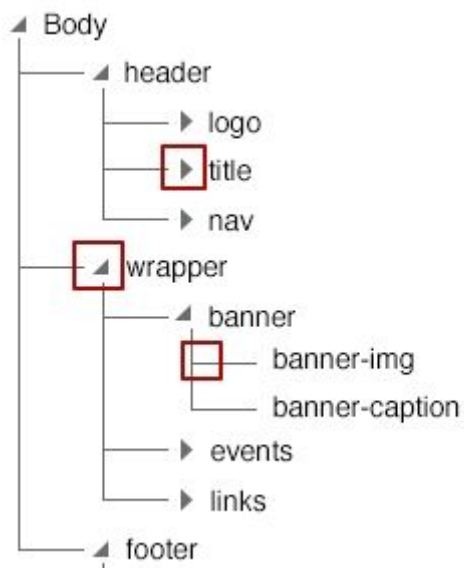 Body
header
logo
title
nav
wrapper
banner
banner-img
banner-caption
events
links
footer